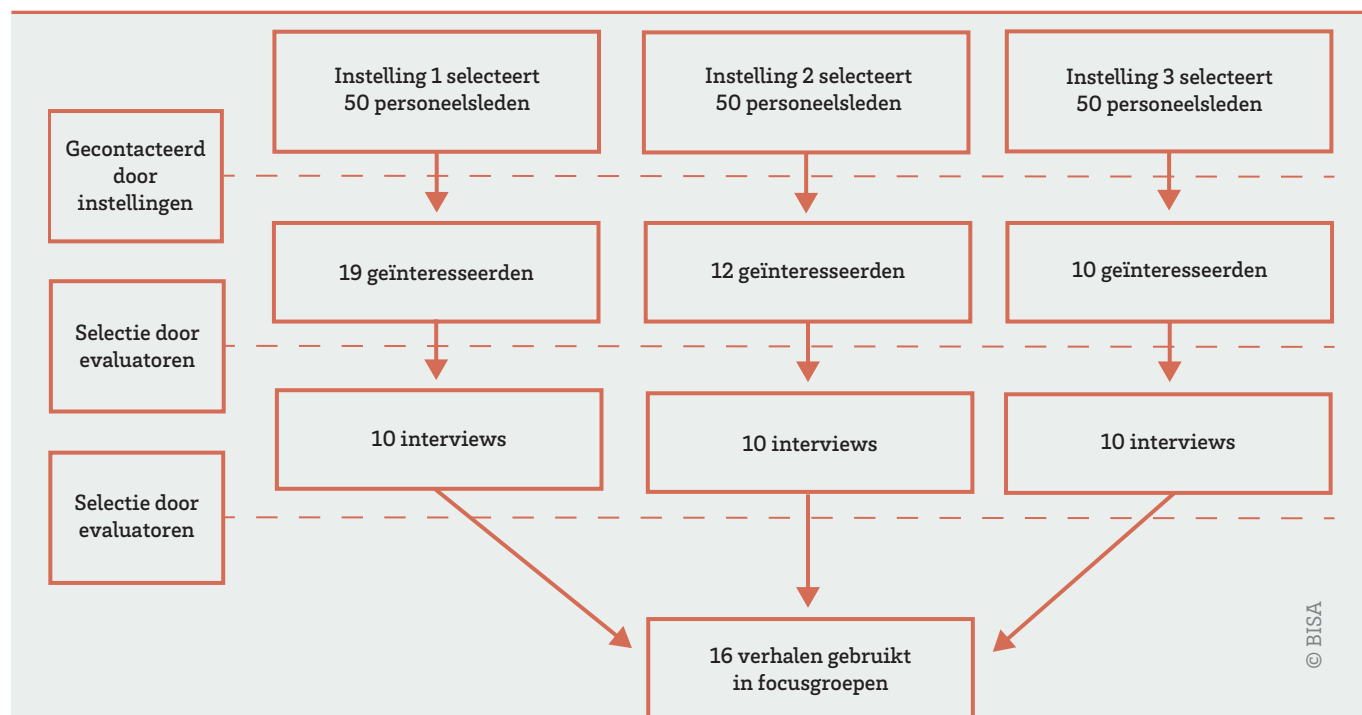 Instelling 1 selecteert
50 personeelsleden
Instelling 2 selecteert
50 personeelsleden
Instelling 3 selecteert
50 personeelsleden
Gecontacteerd
door
instellingen
19 geïnteresseerden
12 geïnteresseerden
10 geïnteresseerden
Selectie door
evaluatoren
10 interviews
10 interviews
10 interviews
Selectie door
evaluatoren
16 verhalen gebruikt
in focusgroepen
© BISA